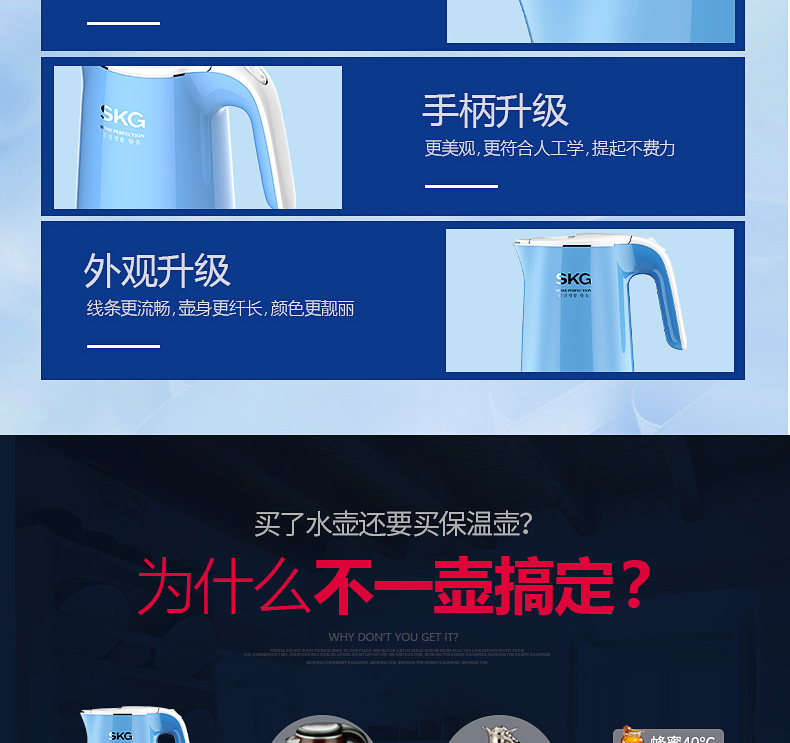 SKG
手柄升级
更美观,更符合人工学,提起不费力
外观升级
线条更流畅,壶身更纤长,颜色更靓丽
SKG
买了水壶还要买保温壶?
为什么不一壶搞定?
WHY DON'T YOU GET IT?
SKG
蜂蜜40°C